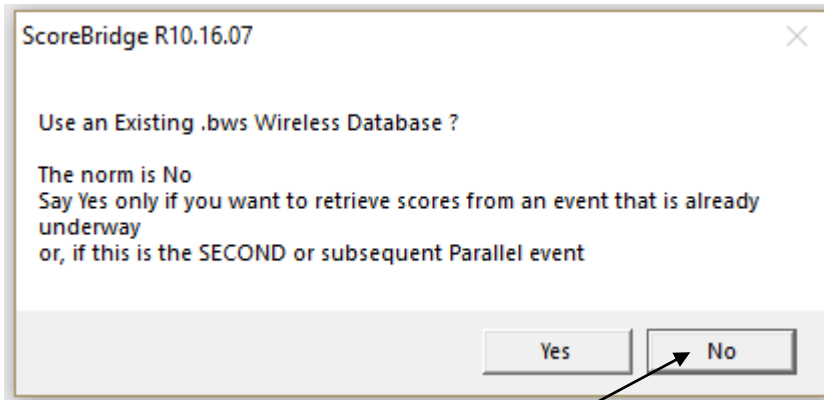 ScoreBridge R10.16.07
Use an Existing .bws Wireless Database ?
The norm is No
Say Yes only if you want to retrieve scores from an event that is already
underway
or, if this is the SECOND or subsequent Parallel event
Yes No